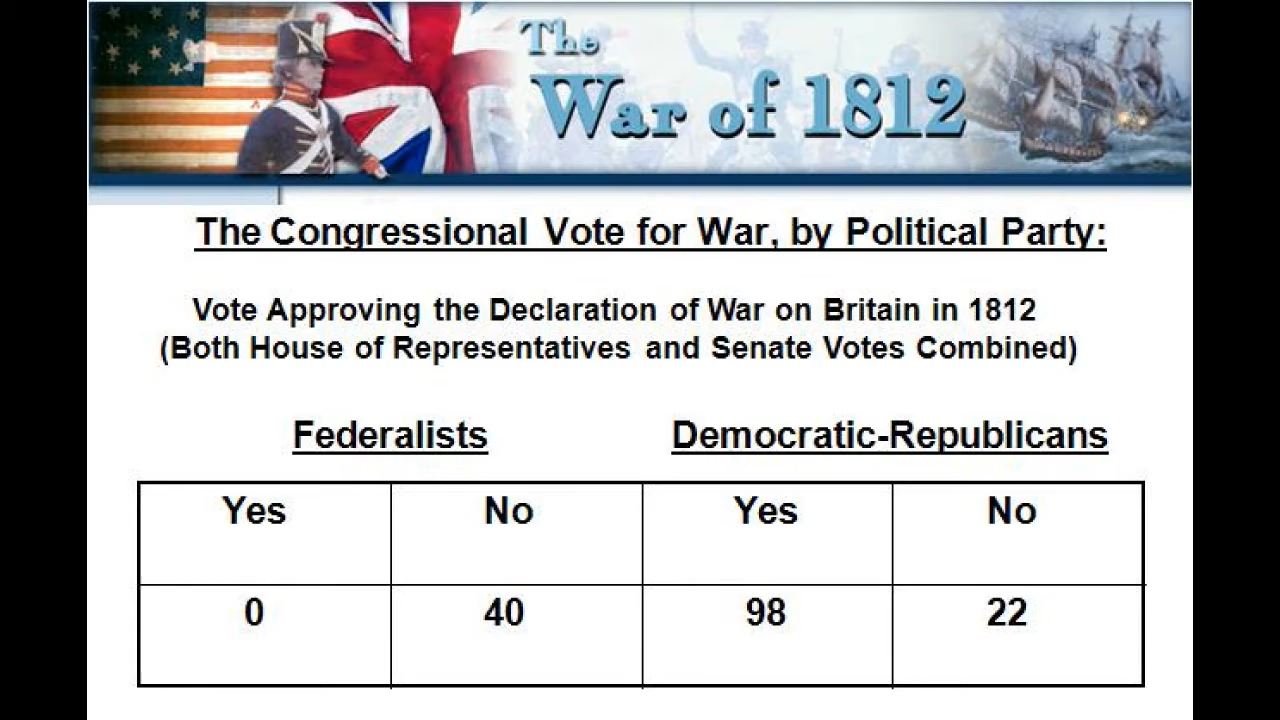 The
War of 1812
The Congressional Vote for War, by Political Party:
Vote Approving the Declaration of War on Britain in 1812
(Both House of Representatives and Senate Votes Combined)
Federalists Democratic-Republicans
Yes No Yes No
0 40 98 22